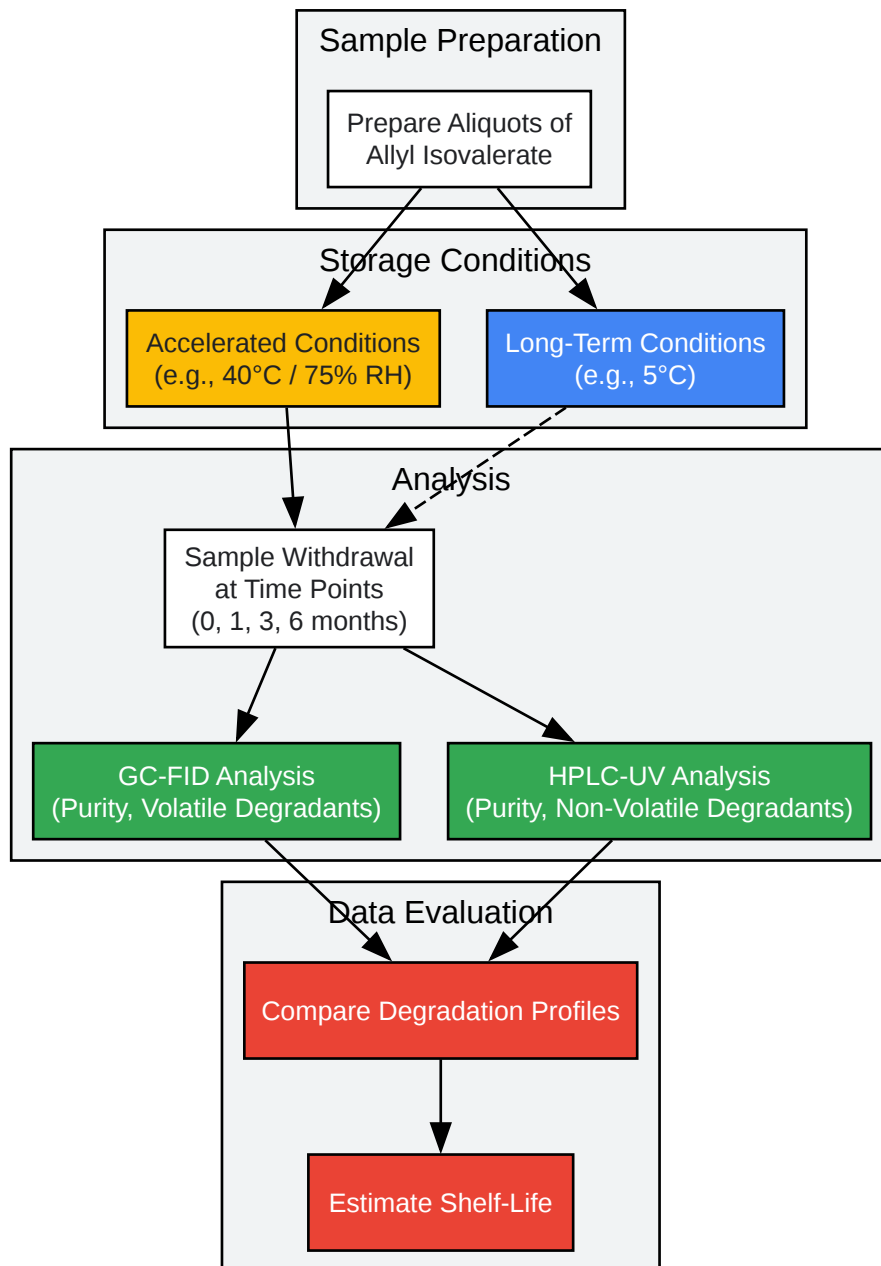 Sample Preparation
Prepare Aliquots of
Allyl Isovalerate
Storage Conditions
Accelerated Conditions
(e.g., 40°C / 75% RH)
Long-Term Conditions
(e.g., 5°C)
Analysis
Sample Withdrawal
at Time Points
(0, 1, 3, 6 months)
GC-FID Analysis
(Purity, Volatile Degradants)
HPLC-UV Analysis
(Purity, Non-Volatile Degradants)
Data Evaluation
Compare Degradation Profiles
Estimate Shelf-Life